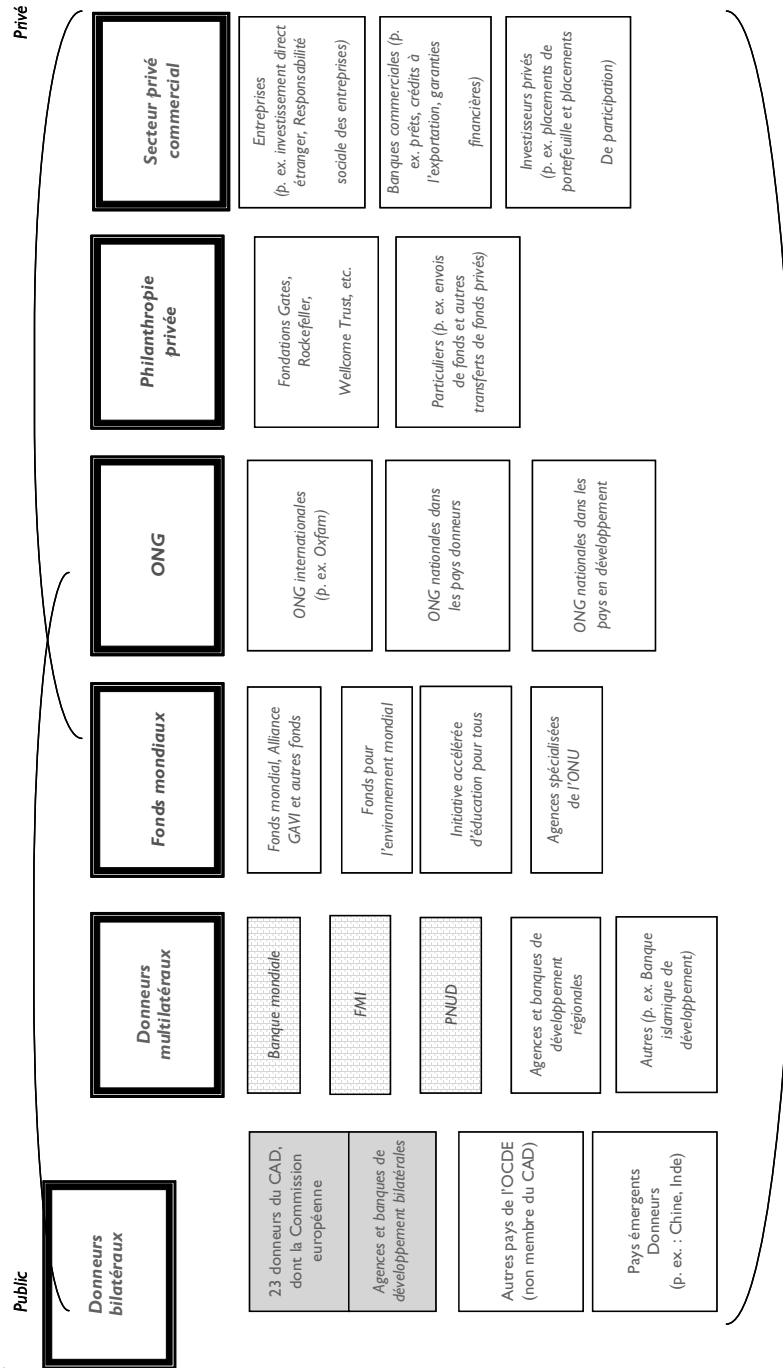 Public
Privé
Donneurs
bilatéraux
23 donneurs du CAD,
dont la Commission
européenne
Agences et banques de
développement bilatérales
Autres pays de l'OCDE
(non membre du CAD)
Pays émergents
Donneurs
(p. ex. : Chine, Inde)
Donneurs
multilatéraux
Banque mondiale
FMI
PNUD
Agences et banques de
développement
régionales
Autres (p. ex. Banque
islamique de
développement)
Fonds mondiaux
Fonds mondial, Alliance
GAVI et autres fonds
Fonds pour
l'environnement mondial
Initiative accélérée
d'éducation pour tous
Agences spécialisées
de l'ONU
ONG
ONG internationales
(p. ex. Oxfam)
ONG nationales dans
les pays donneurs
ONG nationales dans les
pays en développement
Philanthropie
privée
Fondations Gates,
Rockefeller,
Wellcome Trust, etc.
Particuliers (p. ex. envois
de fonds et autres
transferts de fonds privés)
Secteur privé
commercial
Entreprises
(p. ex. investissement direct
étranger, Responsabilité
sociale des entreprises)
Banques commerciales (p.
ex. prêts, crédits à
l'exportation, garanties
financières)
Investisseurs privés
(p. ex. placements de
portefeuille et placements
De participation)